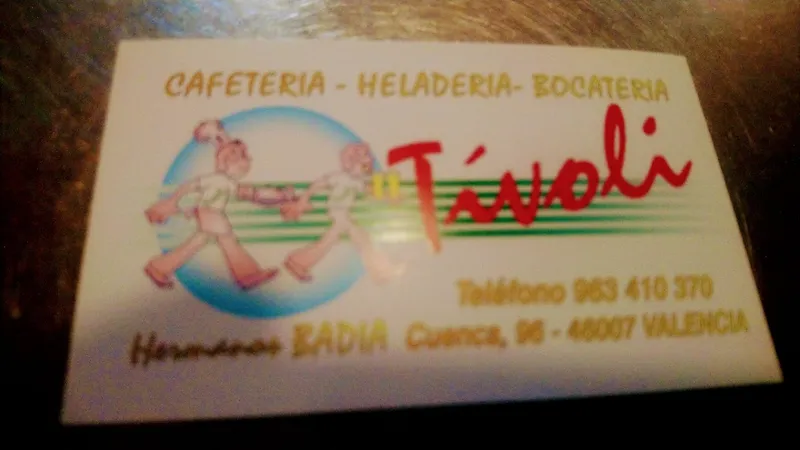 CAFETERIA - HELADERIA- BOCATERIA
"Tívoli
Teléfono 963 410 370
Hermanos BADIA Cuenca, 96 - 46007 VALENCIA